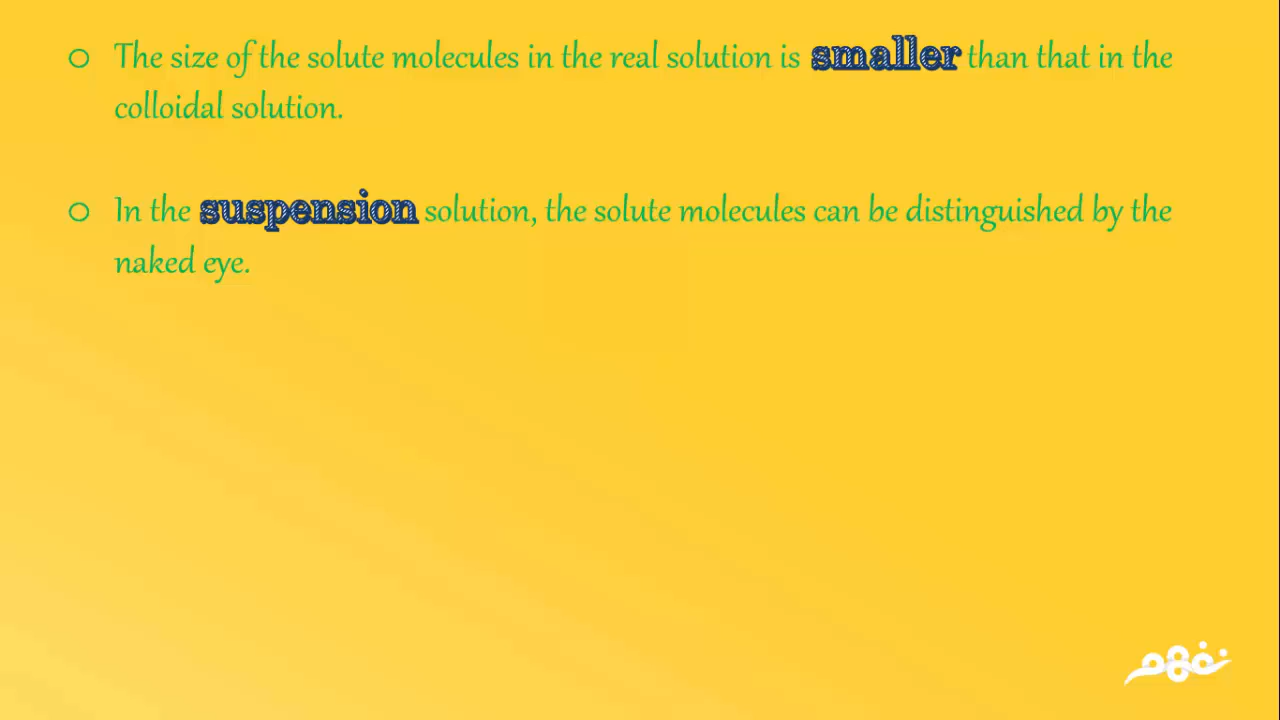 The size of the solute molecules in the real solution is smaller than that in the
colloidal solution.
In the suspension solution, the solute molecules can be distinguished by the
naked eye.
نفهم